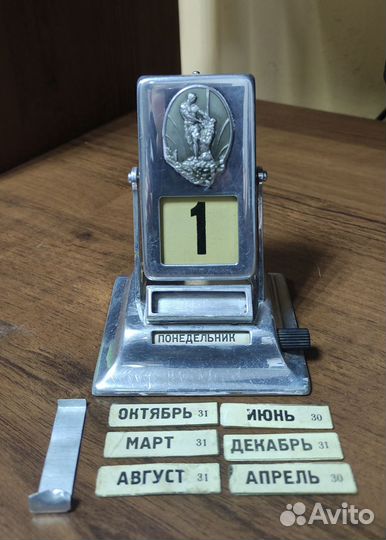 1
ПОНЕДЕЛЬНИК
ОКТЯБРЬ 31 ИЮНЬ 30
МАРТ 31 ДЕКАБРЬ 31
АВГУСТ 31 АПРЕЛЬ 30
Avito